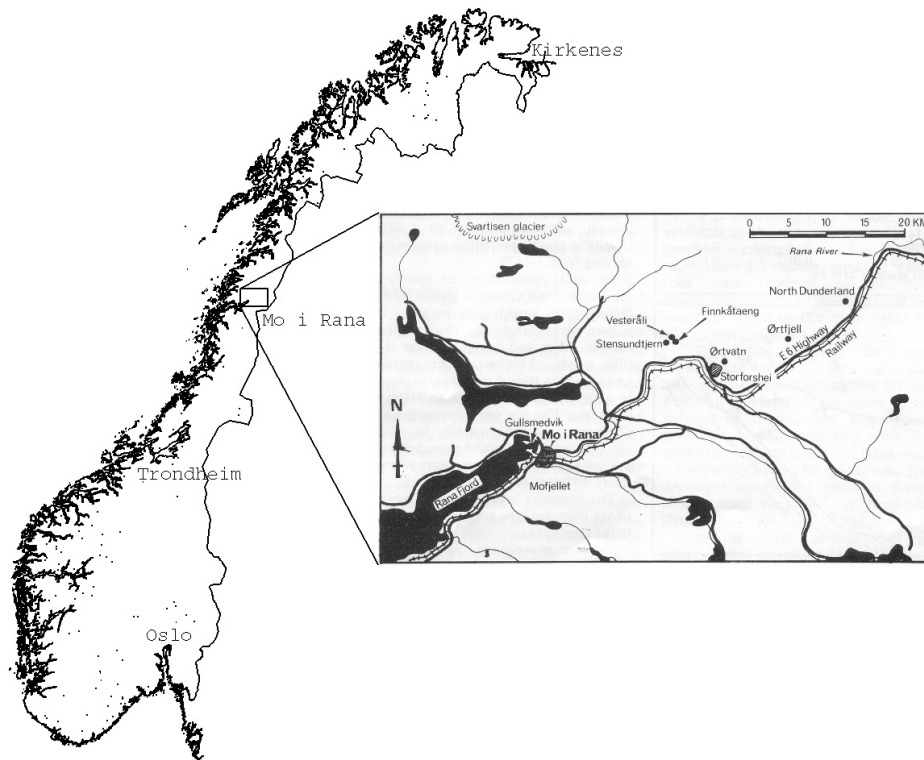 Kirkenes
Mo i Rana
Trondheim
Oslo
Svartisen glacier
0 5 10 15 20 KM
Rana River
North Dunderland
Finnkåtaeng
Vesteråli
Stensundtjern
Ørtfjell
Ørtvatn
E6 Highway
Railway
Storforshei
N
Gullsmedvik
Mo i Rana
Rana Fjord
Mofjellet